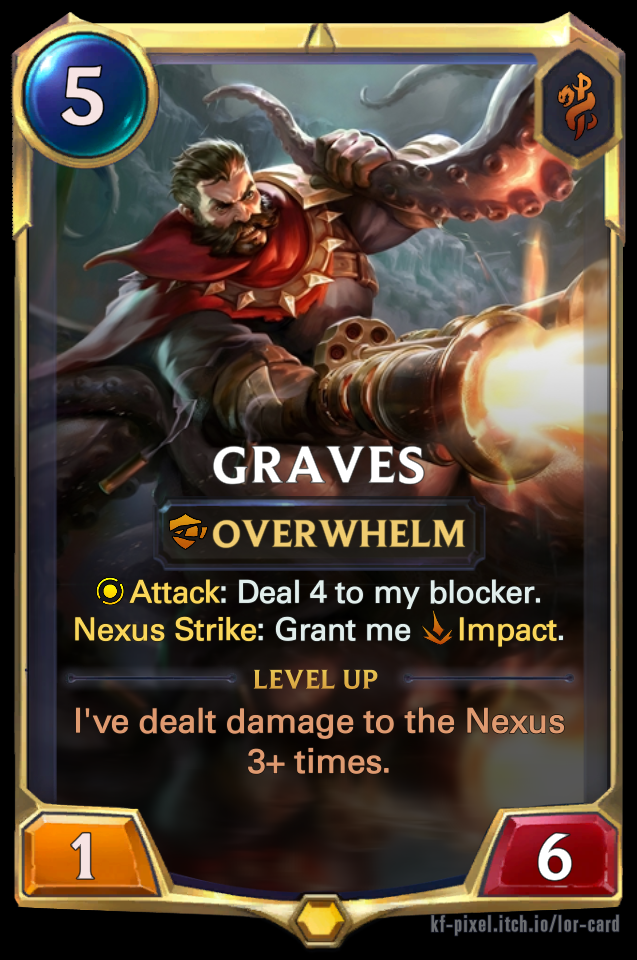 5
GRAVES
OVERWHELM
Attack: Deal 4 to my blocker.
Nexus Strike: Grant me Impact.
LEVEL UP
I've dealt damage to the Nexus
3+ times.
1
6
kf-pixel.itch.io/lor-card